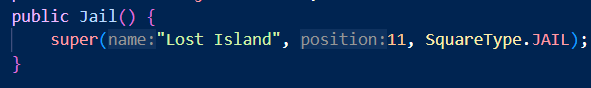 public Jail() {
super(name:"Lost Island", position:11, SquareType.JAIL);
}